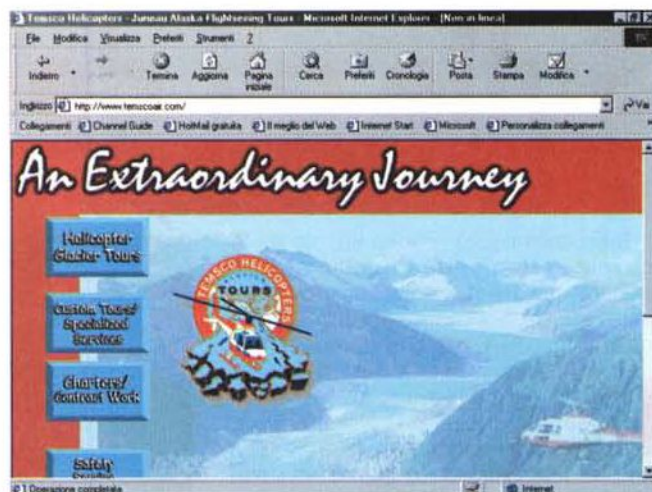 Temsco Helicopters - Juneau Alaska Flightseeing Tours - Microsoft Internet Explorer - [Non in linea]
File Modifica Visualizza Preferiti Strumenti ?
Indietro Termina Aggiorna Pagina iniziale Cerca Preferiti Cronologia Posta Stampa Modifica
Indirizzo http://www.temscoair.com/ Vai
Collegamenti Channel Guide HotMail gratuita Il meglio del Web Internet Start Microsoft Personalizza collegamenti
An Extraordinary Journey
Helicopter
Glacier Tours
Custom Tours/
Specialized
Services
Charters/
Contract Work
Safety
TEMSCO HELICOPTERS
TOURS
Operazione completata Internet